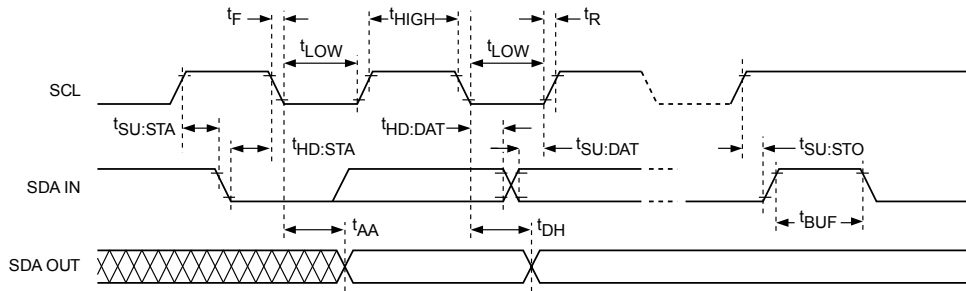 tF
tHIGH
tR
tLOW
tLOW
SCL
tSU:STA
tHD:STA
tHD:DAT
tSU:DAT
tSU:STO
SDA IN
tBUF
tAA
tDH
SDA OUT